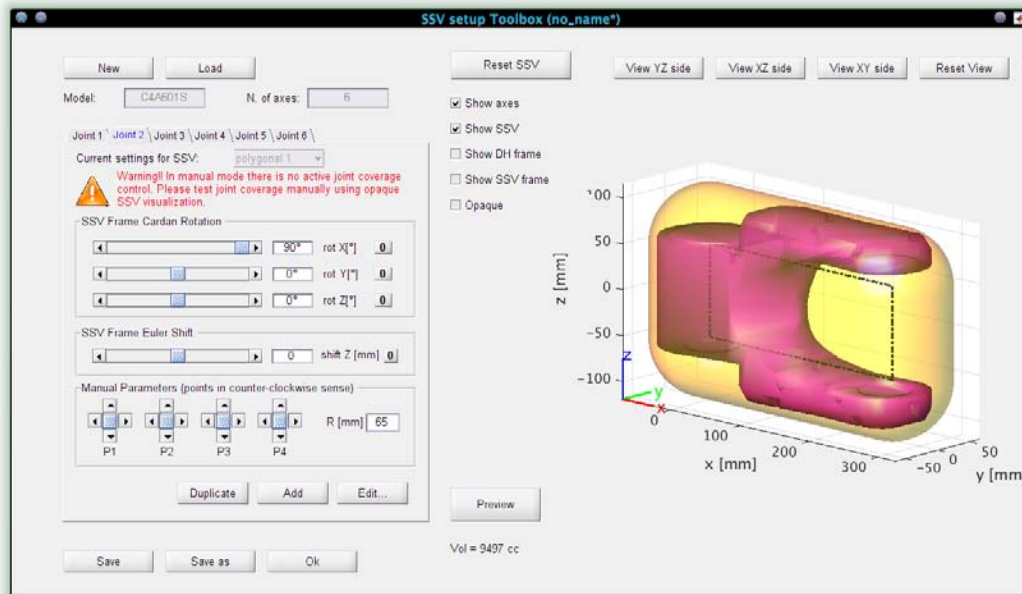 SSV setup Toolbox (no_name*)
New Load
Model: C4A601S N. of axes: 6
Joint 1 Joint 2 Joint 3 Joint 4 Joint 5 Joint 6
Current settings for SSV: polygonal 1
Warning!! In manual mode there is no active joint coverage
control. Please test joint coverage manually using opaque
SSV visualization.
SSV Frame Cardan Rotation
90° rot X[°] 0
0° rot Y[°] 0
0° rot Z[°] 0
SSV Frame Euler Shift
0 shift Z [mm] 0
Manual Parameters (points in counter-clockwise sense)
R [mm] 65
P1 P2 P3 P4
Duplicate Add Edit...
Save Save as Ok
Reset SSV
Show axes
Show SSV
Show DH frame
Show SSV frame
Opaque
Preview
Vol = 9497 cc
View YZ side View XZ side View XY side Reset View
z [mm]
100
50
0
-50
-100
z
y
x
0
100
200
300
x [mm]
-50
0
50
y [mm